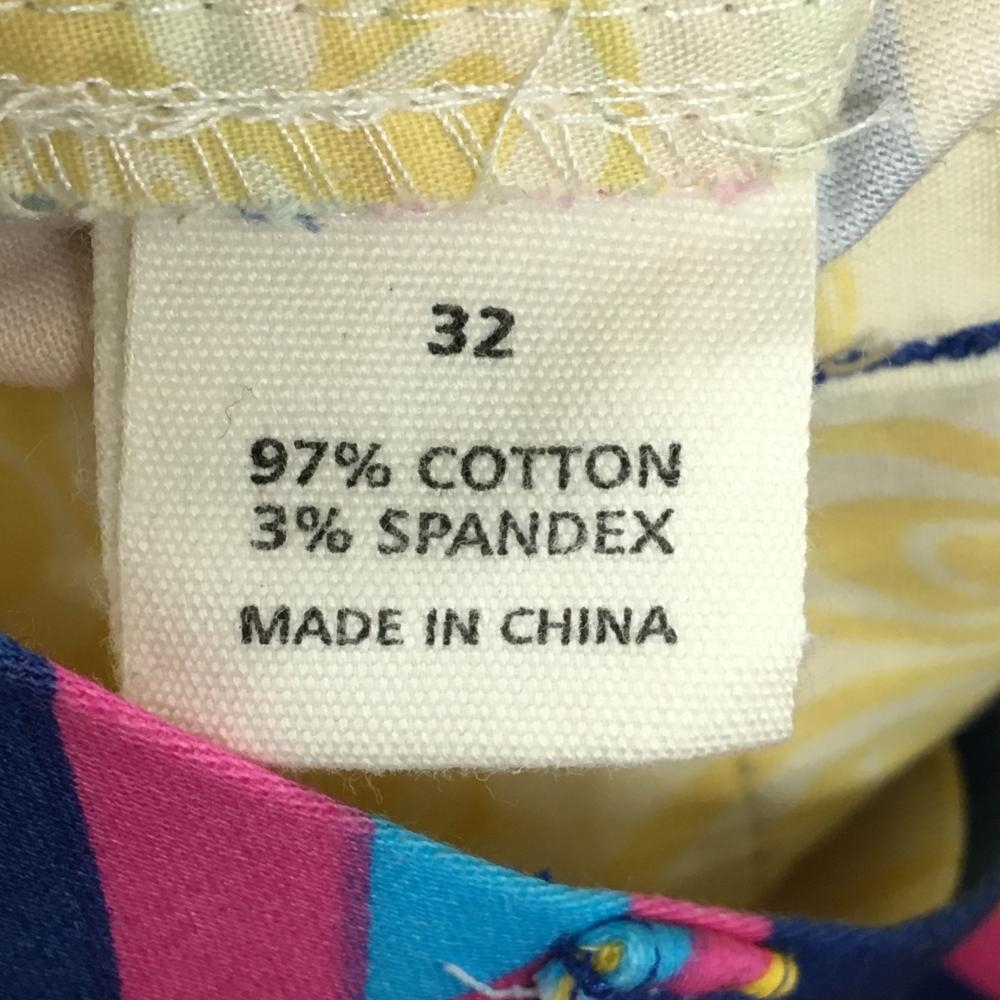 32
97% COTTON
3% SPANDEX
MADE IN CHINA